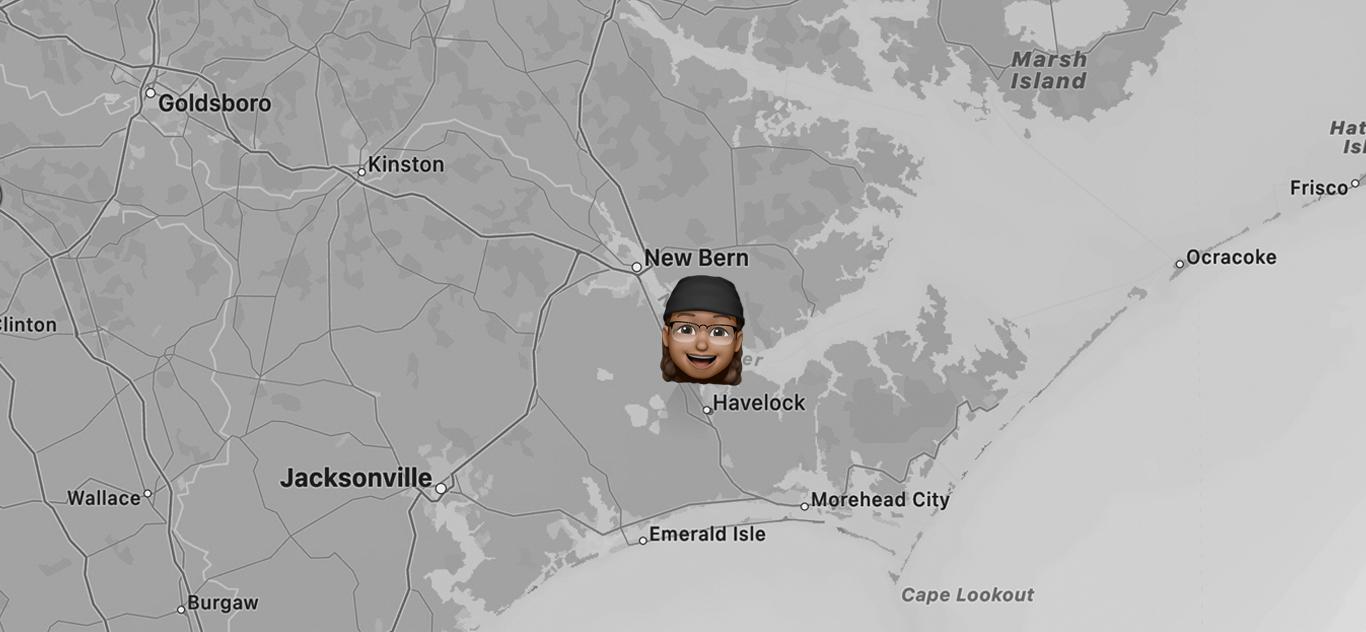 Marsh
Island
Goldsboro
Hat
Isl
Kinston
Frisco
New Bern
Ocracoke
Clinton
er
Havelock
Jacksonville
Wallace
Morehead City
Emerald Isle
Cape Lookout
Burgaw